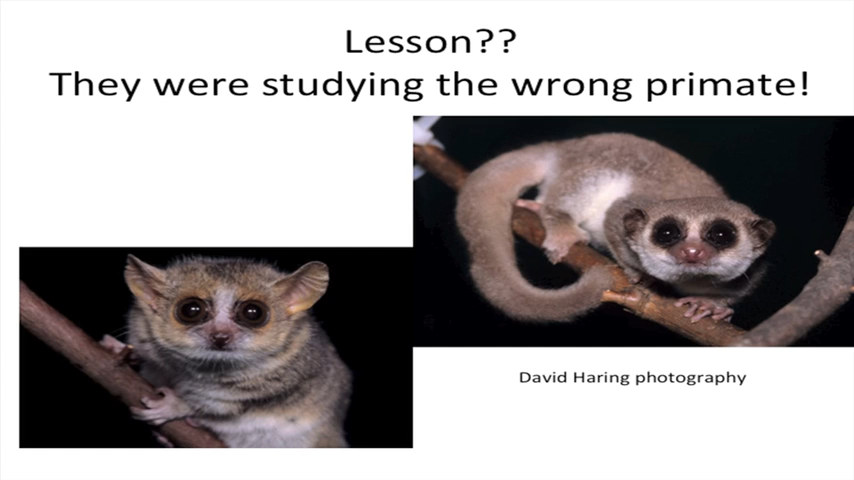 Lesson??
They were studying the wrong primate!
David Haring photography